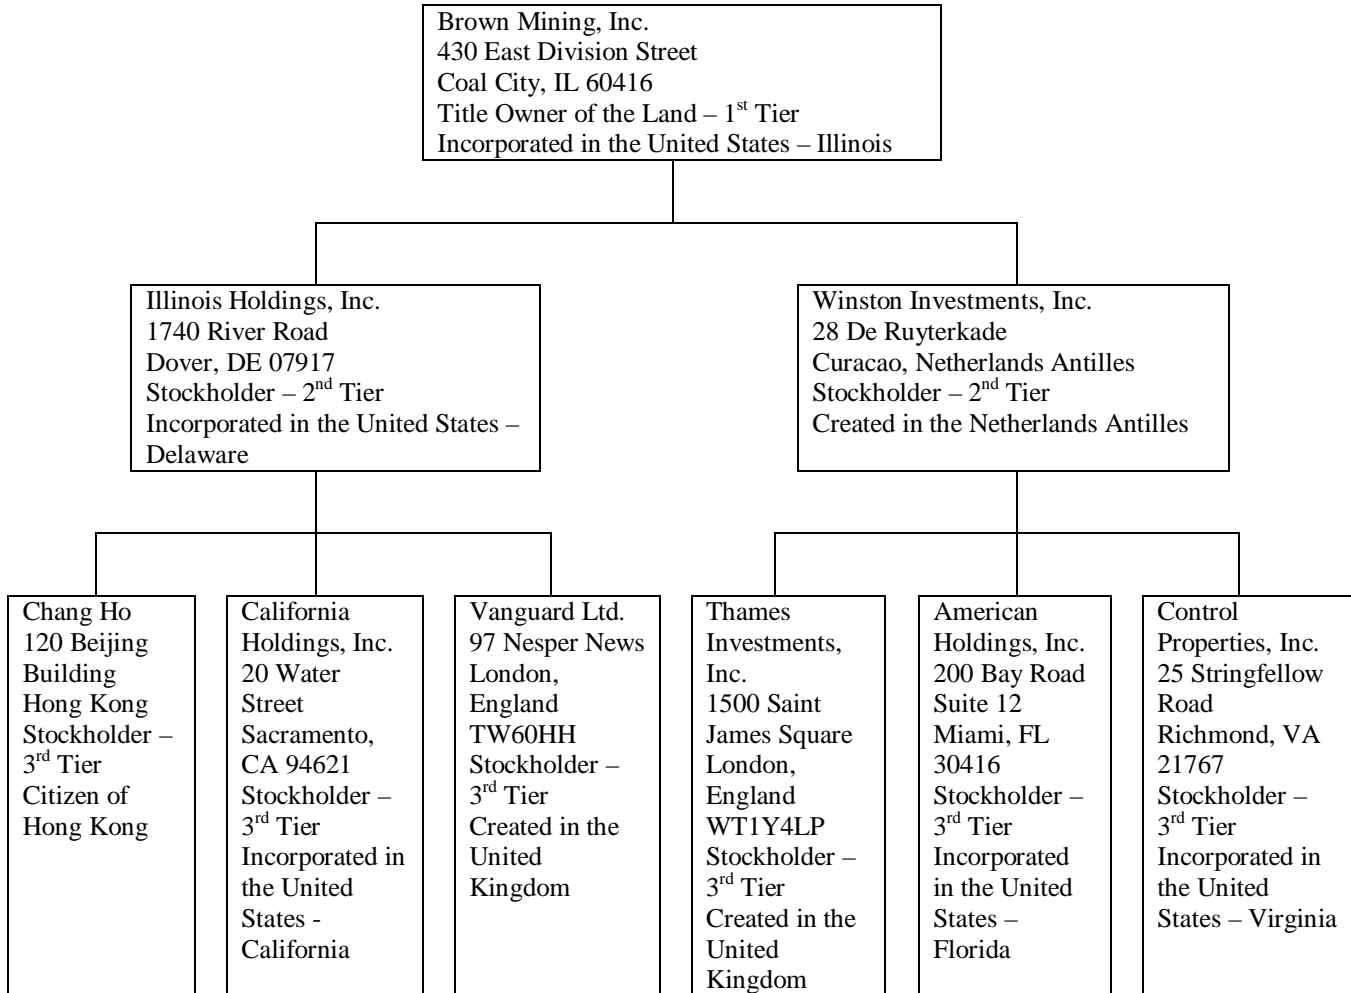 Brown Mining, Inc.
430 East Division Street
Coal City, IL 60416
Title Owner of the Land – 1st Tier
Incorporated in the United States – Illinois
Illinois Holdings, Inc.
1740 River Road
Dover, DE 07917
Stockholder – 2nd Tier
Incorporated in the United States –
Delaware
Winston Investments, Inc.
28 De Ruyterkade
Curacao, Netherlands Antilles
Stockholder – 2nd Tier
Created in the Netherlands Antilles
Chang Ho
120 Beijing
Building
Hong Kong
Stockholder –
3rd Tier
Citizen of
Hong Kong
California
Holdings, Inc.
20 Water
Street
Sacramento,
CA 94621
Stockholder –
3rd Tier
Incorporated in
the United
States -
California
Vanguard Ltd.
97 Nesper News
London,
England
TW60HH
Stockholder –
3rd Tier
Created in the
United
Kingdom
Thames
Investments,
Inc.
1500 Saint
James Square
London,
England
WT1Y4LP
Stockholder –
3rd Tier
Created in the
United
Kingdom
American
Holdings, Inc.
200 Bay Road
Suite 12
Miami, FL
30416
Stockholder –
3rd Tier
Incorporated
in the United
States –
Florida
Control
Properties, Inc.
25 Stringfellow
Road
Richmond, VA
21767
Stockholder –
3rd Tier
Incorporated in
the United
States – Virginia